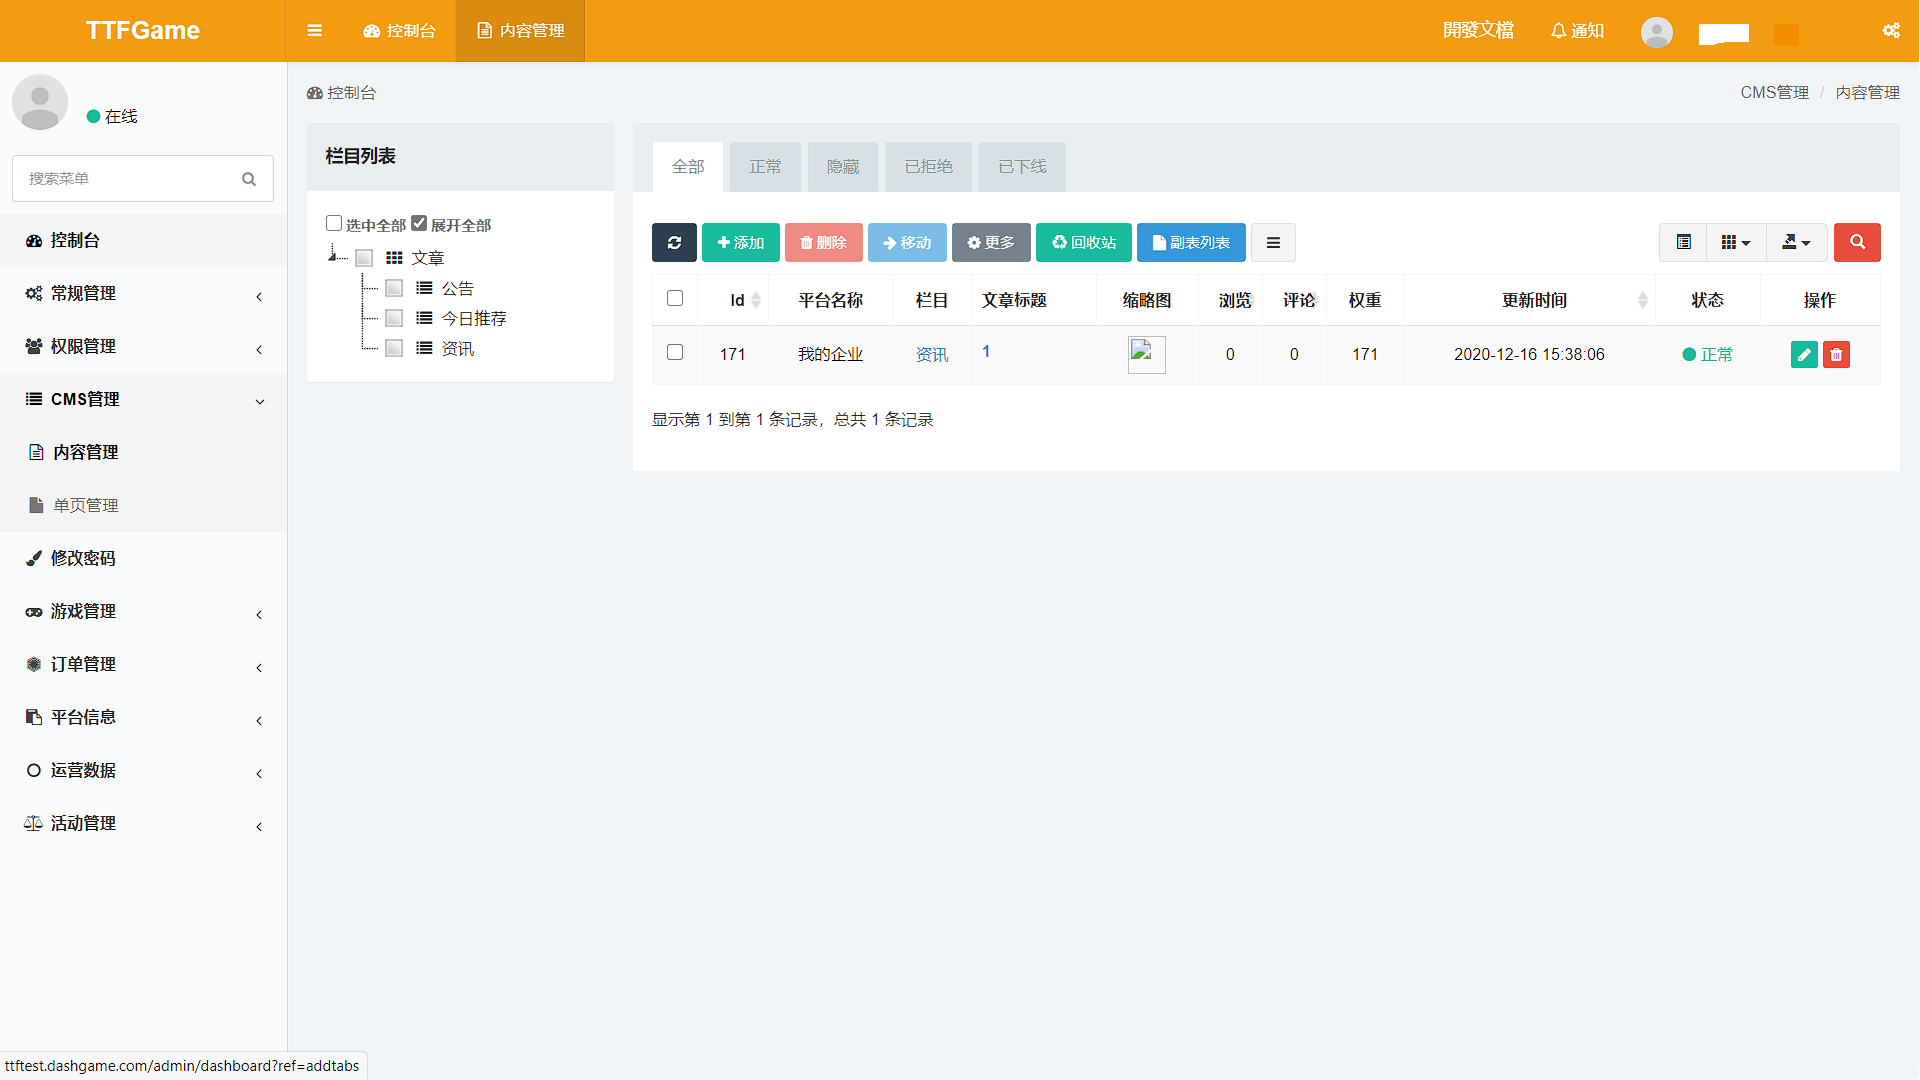 TTFGame
控制台
内容管理
開發文檔
通知
在线
搜索菜单
控制台
常规管理
权限管理
CMS管理
内容管理
单页管理
修改密码
游戏管理
订单管理
平台信息
运营数据
活动管理
控制台
CMS管理 / 内容管理
栏目列表
选中全部 展开全部
文章
公告
今日推荐
资讯
全部 正常 隐藏 已拒绝 已下线
添加 删除 移动 更多 回收站 副表列表
Id 平台名称 栏目 文章标题 缩略图 浏览 评论 权重 更新时间 状态 操作
171 我的企业 资讯 1 0 0 171 2020-12-16 15:38:06 正常
显示第 1 到第 1 条记录，总共 1 条记录
ttftest.dashgame.com/admin/dashboard?ref=addtabs